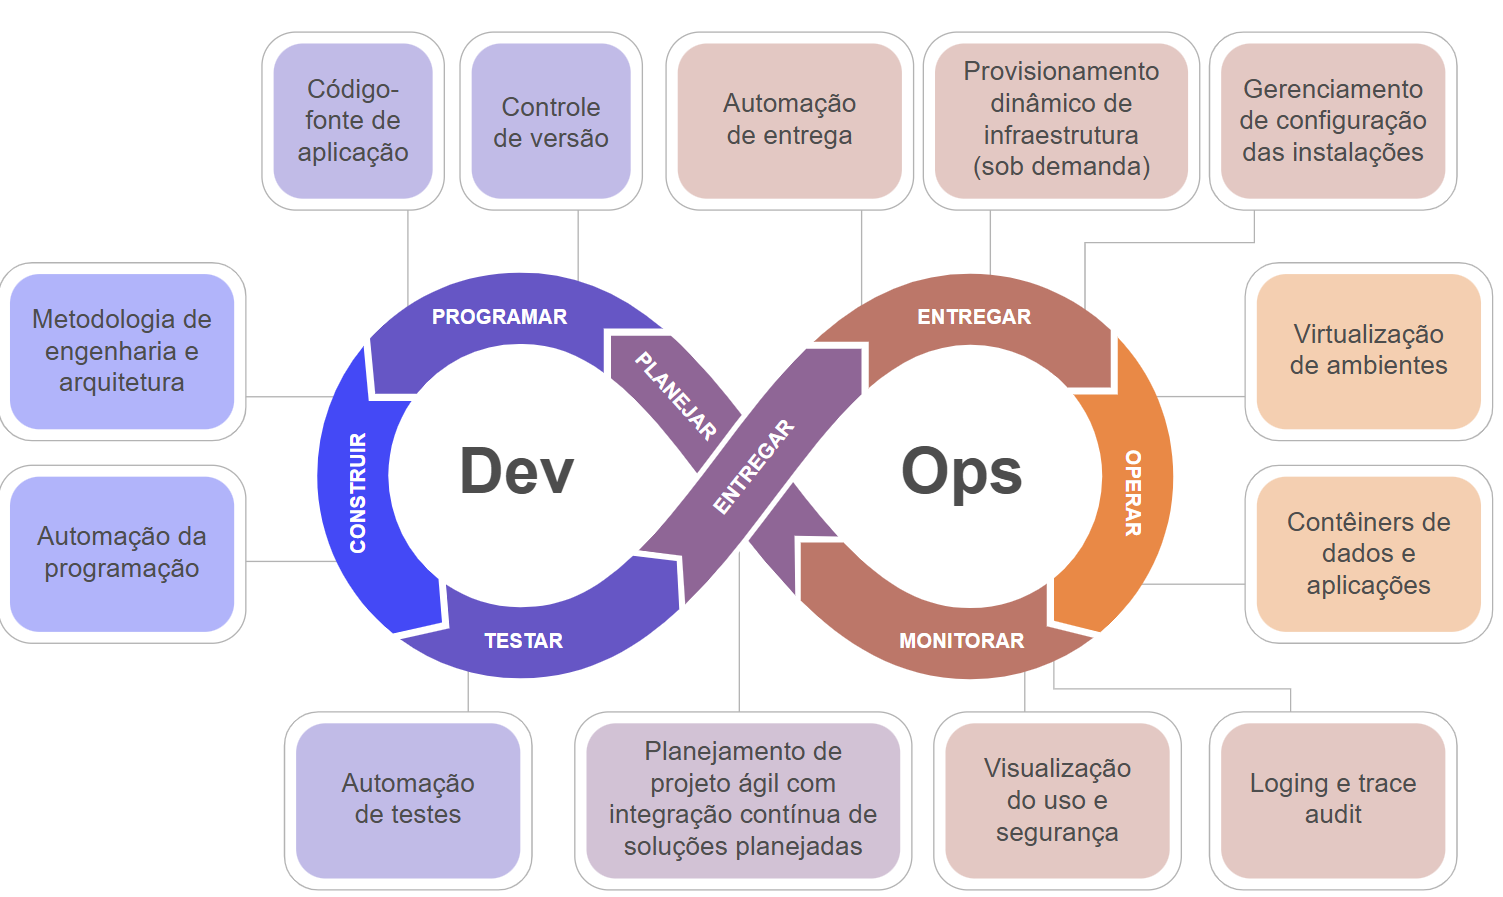 Código-
fonte de
aplicação
Controle
de versão
Automação
de entrega
Provisionamento
dinâmico de
infraestrutura
(sob demanda)
Gerenciamento
de configuração
das instalações
Metodologia de
engenharia e
arquitetura
Automação da
programação
PROGRAMAR
PLANEJAR
CONSTRUIR
Dev
TESTAR
ENTREGAR
ENTREGAR
Ops
OPERAR
MONITORAR
Virtualização
de ambientes
Contêiners de
dados e
aplicações
Automação
de testes
Planejamento de
projeto ágil com
integração contínua de
soluções planejadas
Visualização
do uso e
segurança
Loging e trace
audit